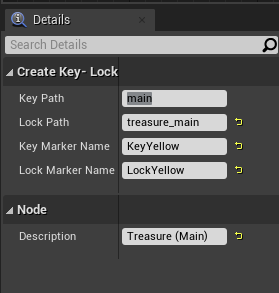 Details
Search Details
Create Key- Lock
Key Path main
Lock Path treasure_main
Key Marker Name KeyYellow
Lock Marker Name LockYellow
Node
Description Treasure (Main)